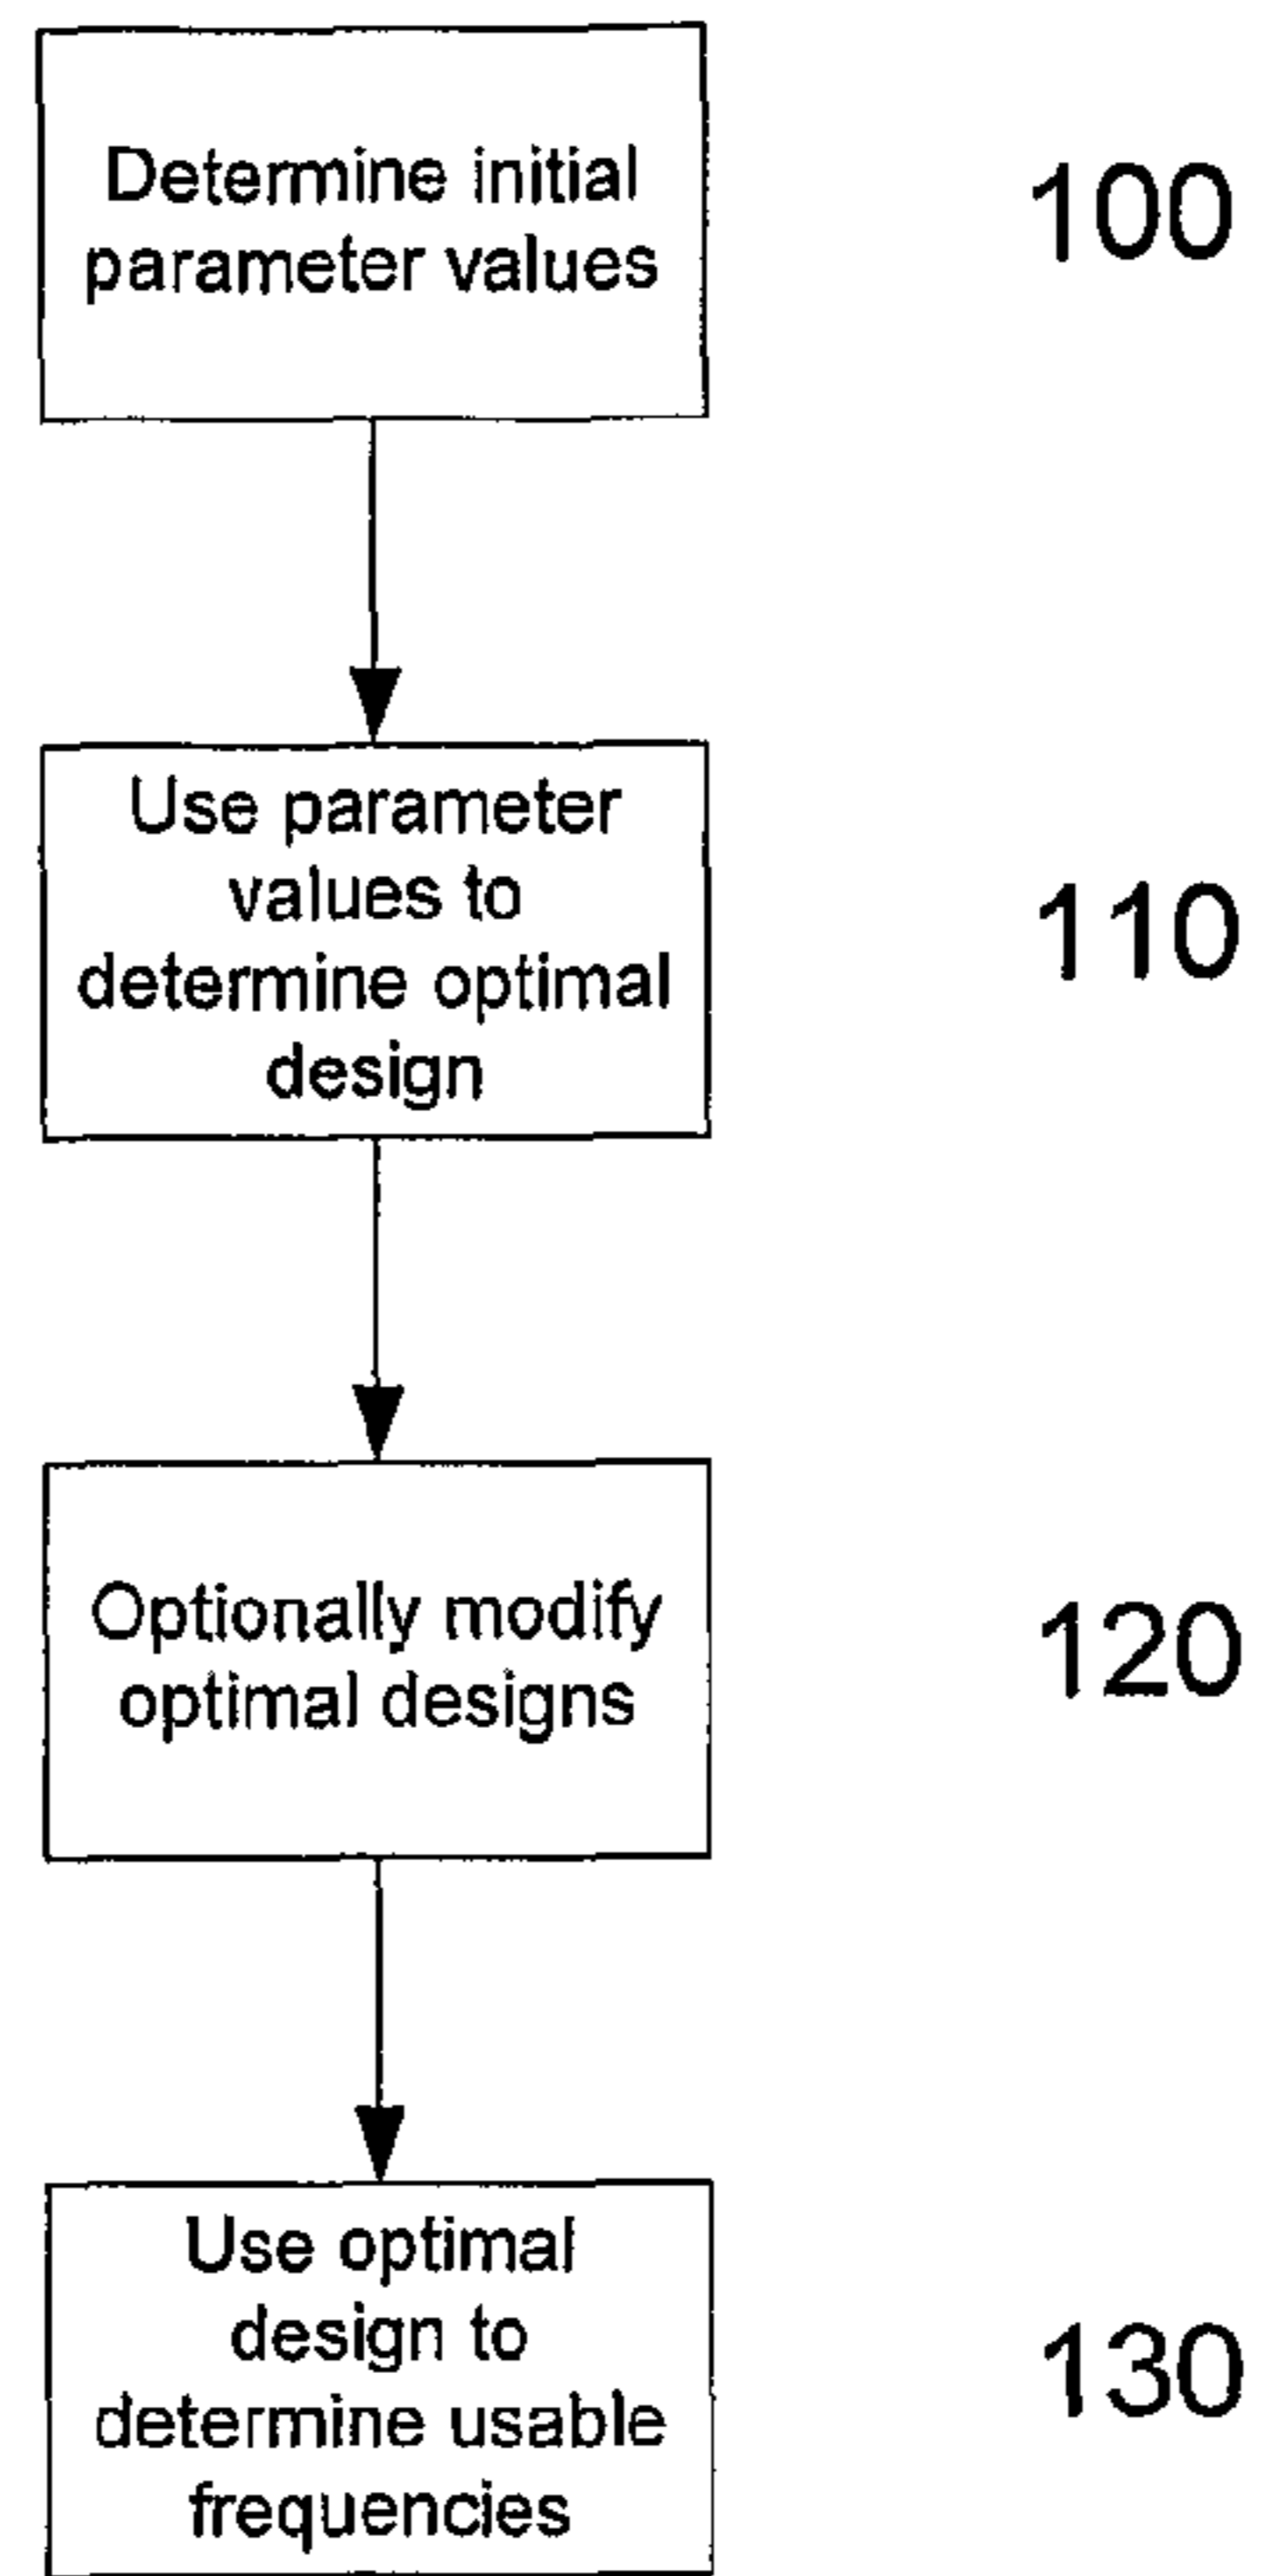 Determine initial
parameter values
100
Use parameter
values to
determine optimal
design
110
Optionally modify
optimal designs
120
Use optimal
design to
determine usable
frequencies
130